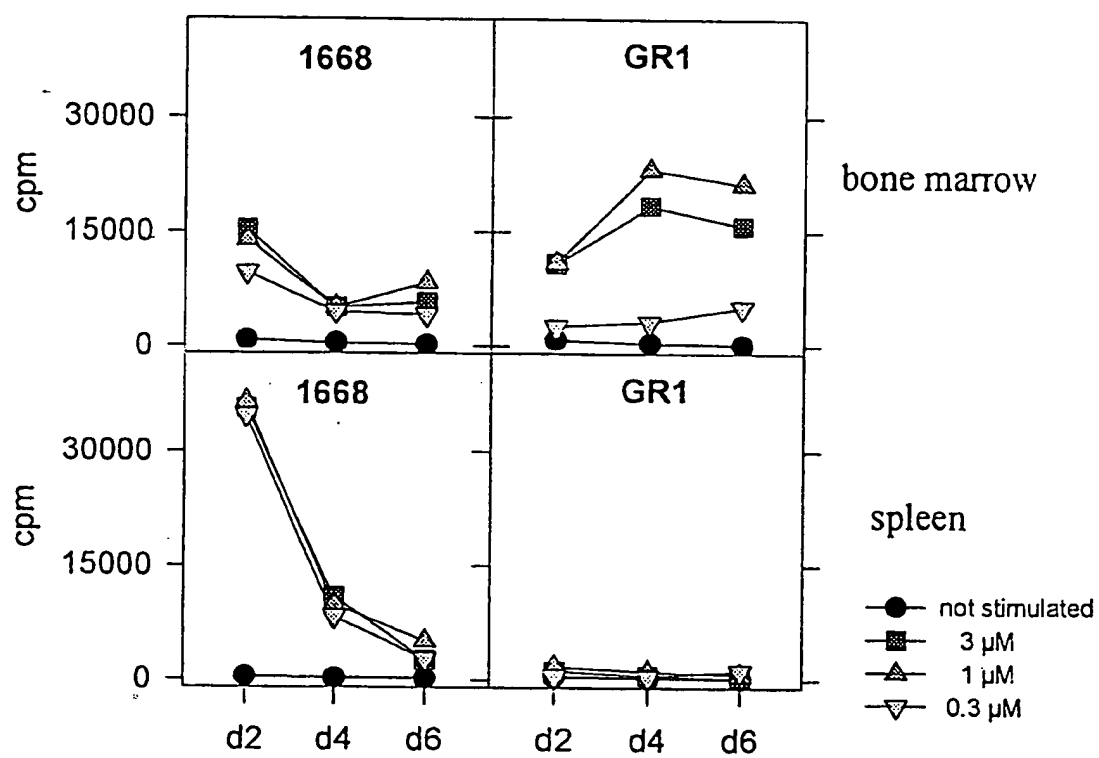 1668
GR1
30000
15000
0
cpm
bone marrow
1668
GR1
30000
15000
0
cpm
spleen
not stimulated
3 µM
1 µM
0.3 µM
d2 d4 d6 d2 d4 d6